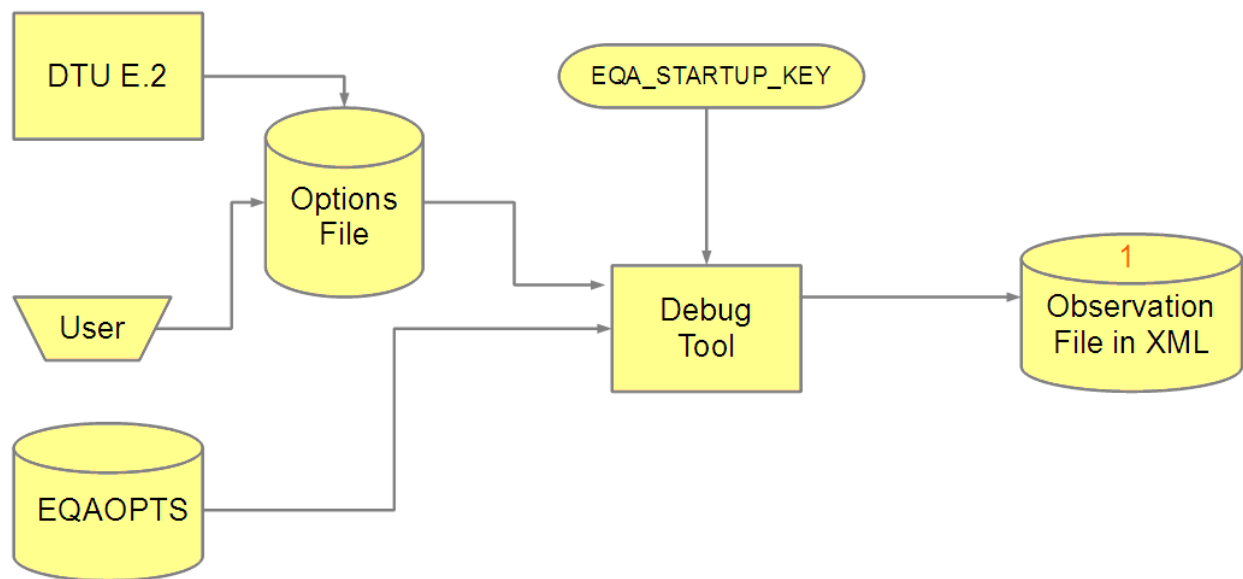 DTU E.2
EQA_STARTUP_KEY
Options
File
1
Observation
File in XML
Debug
Tool
User
EQAOPTS